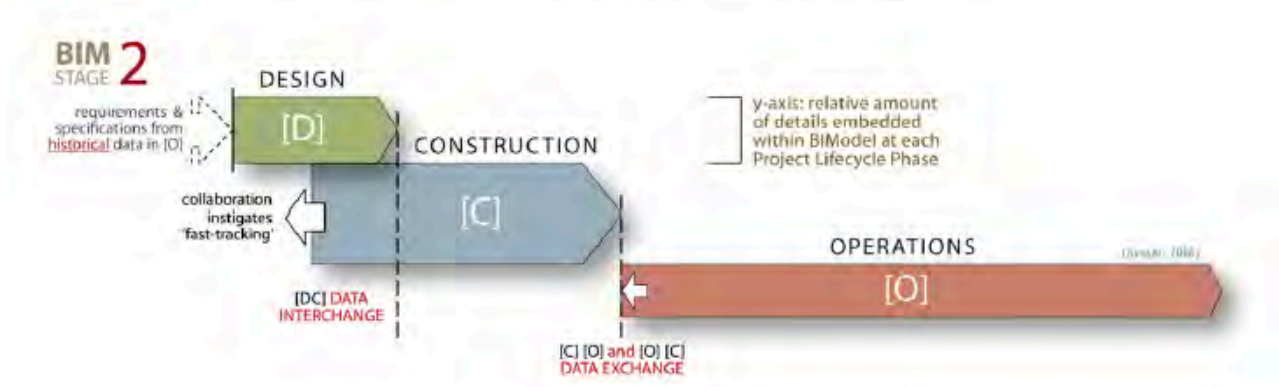 BIM
STAGE 2
DESIGN
requirements &
specifications from
historical data in [O]
[D]
y-axis: relative amount
of details embedded
within BIModel at each
Project Lifecycle Phase
CONSTRUCTION
collaboration
instigates
'fast-tracking'
[C]
OPERATIONS
[O]
[DC] DATA
INTERCHANGE
[C] [O] and [O] [C]
DATA EXCHANGE